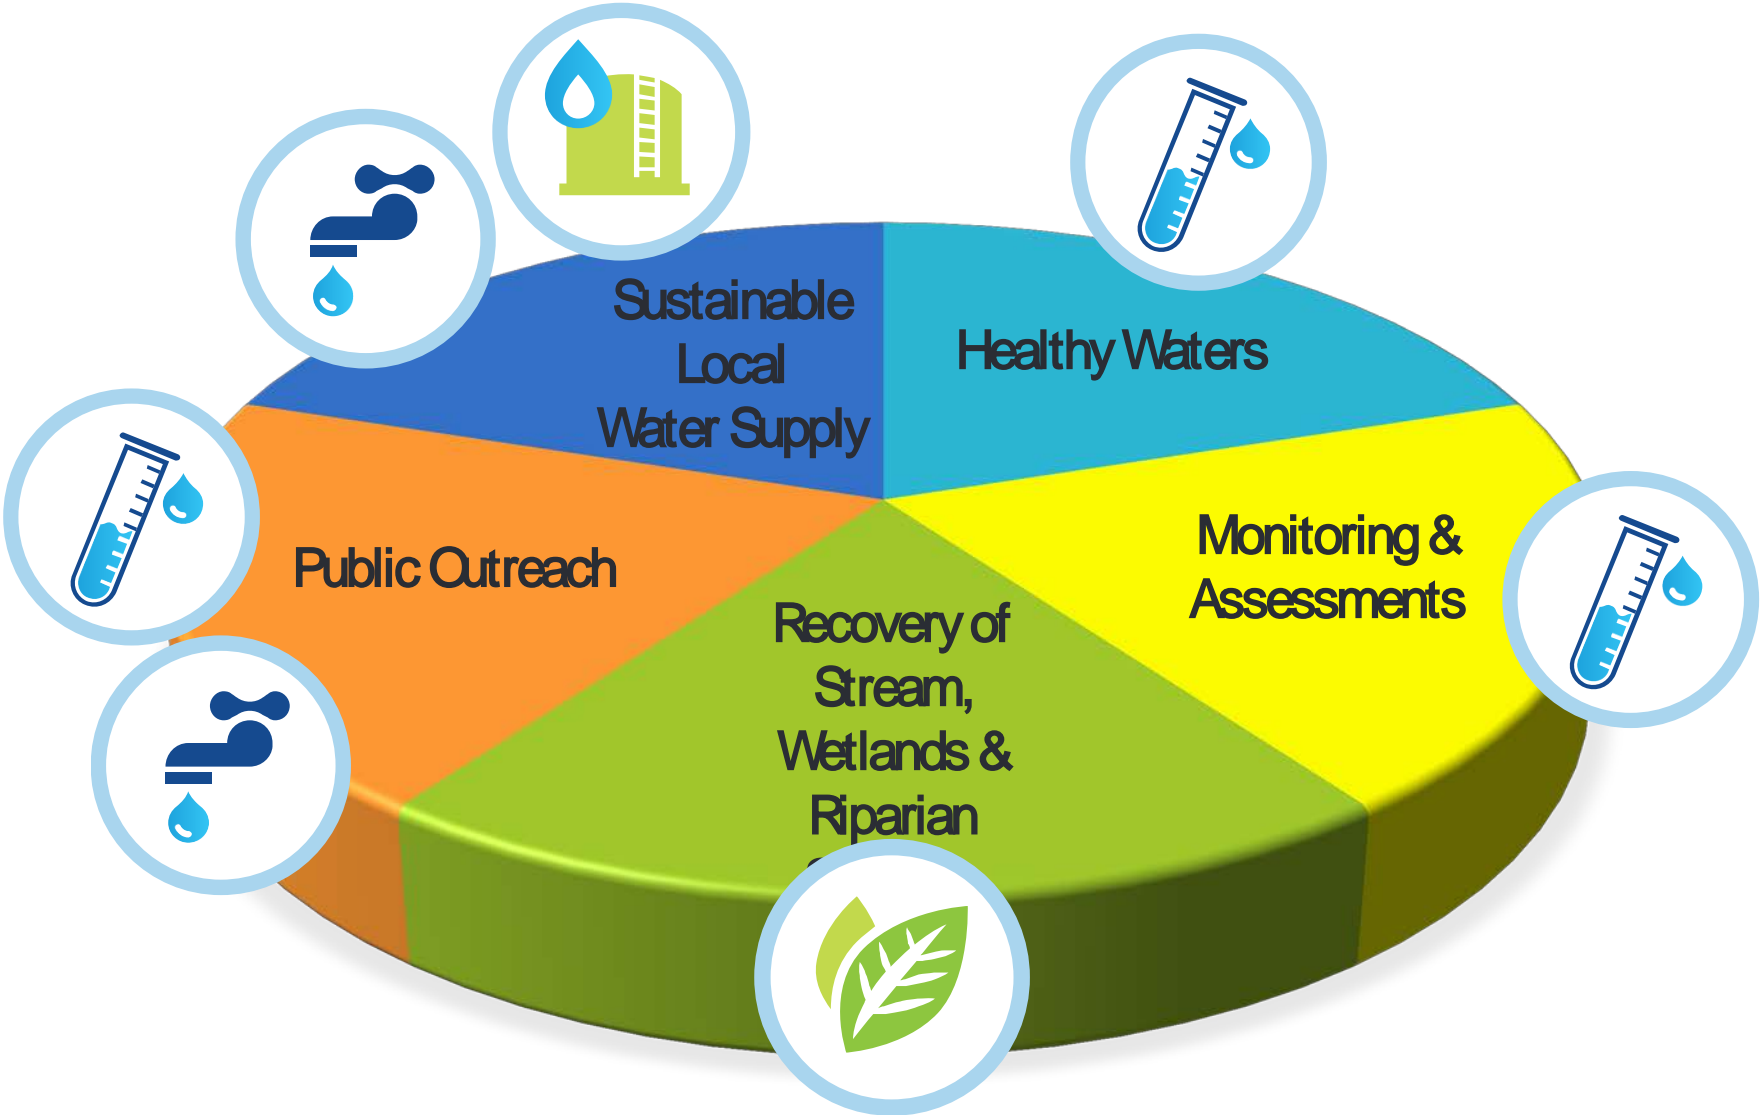 Sustainable
Local
Water Supply
Healthy Waters
Monitoring &
Assessments
Public Outreach
Recovery of
Stream,
Wetlands &
Riparian